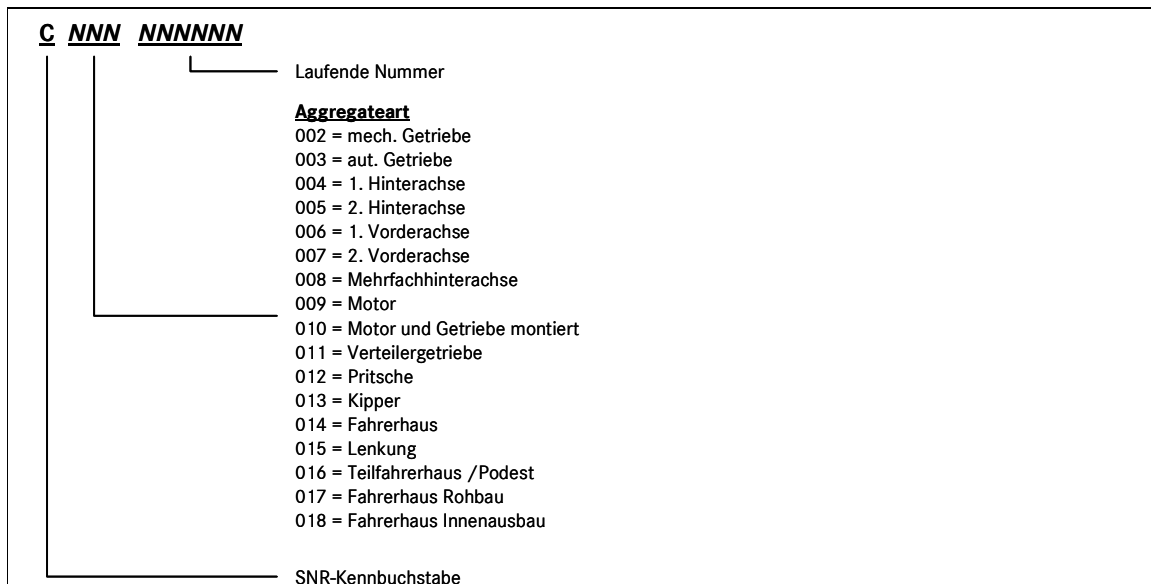 C NNN NNNNNN
Laufende Nummer
Aggregateart
002 = mech. Getriebe
003 = aut. Getriebe
004 = 1. Hinterachse
005 = 2. Hinterachse
006 = 1. Vorderachse
007 = 2. Vorderachse
008 = Mehrfachhinterachse
009 = Motor
010 = Motor und Getriebe montiert
011 = Verteilergetriebe
012 = Pritsche
013 = Kipper
014 = Fahrerhaus
015 = Lenkung
016 = Teilfahrerhaus /Podest
017 = Fahrerhaus Rohbau
018 = Fahrerhaus Innenausbau
SNR-Kennbuchstabe